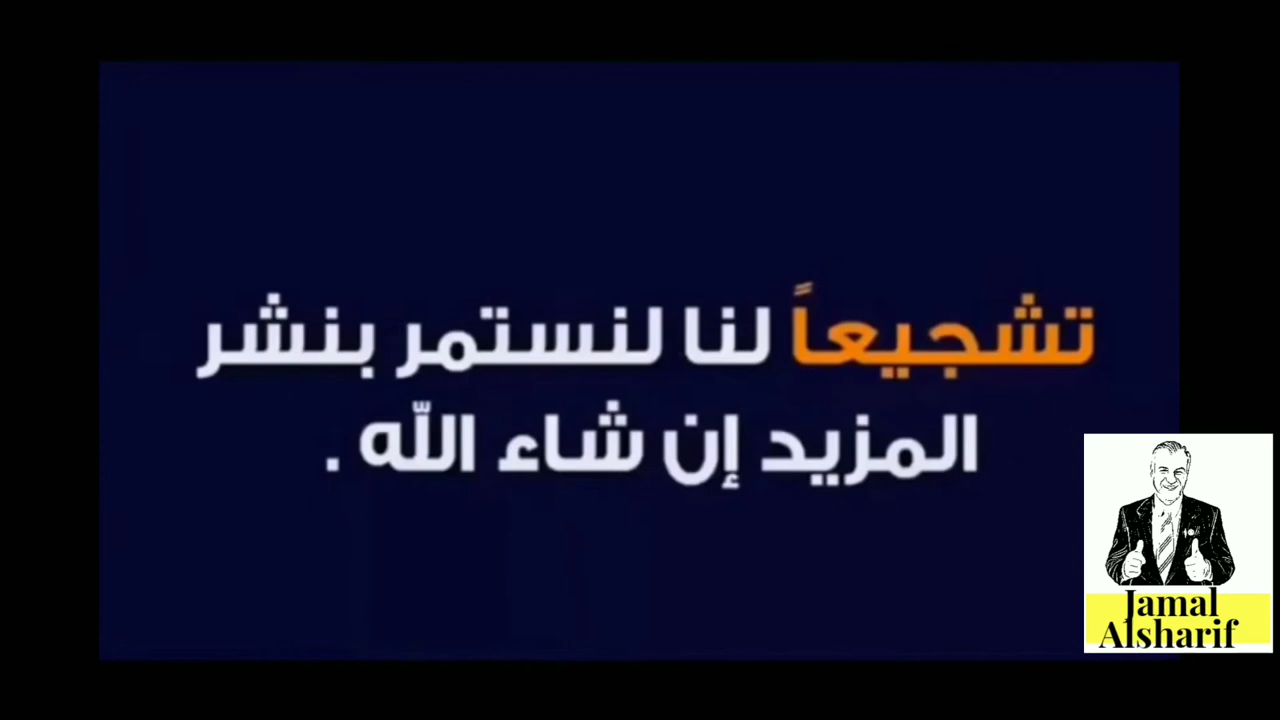 تشجيعاً لنا لنستمر بنشر
المزيد إن شاء الله .
Jamal
Alsharif